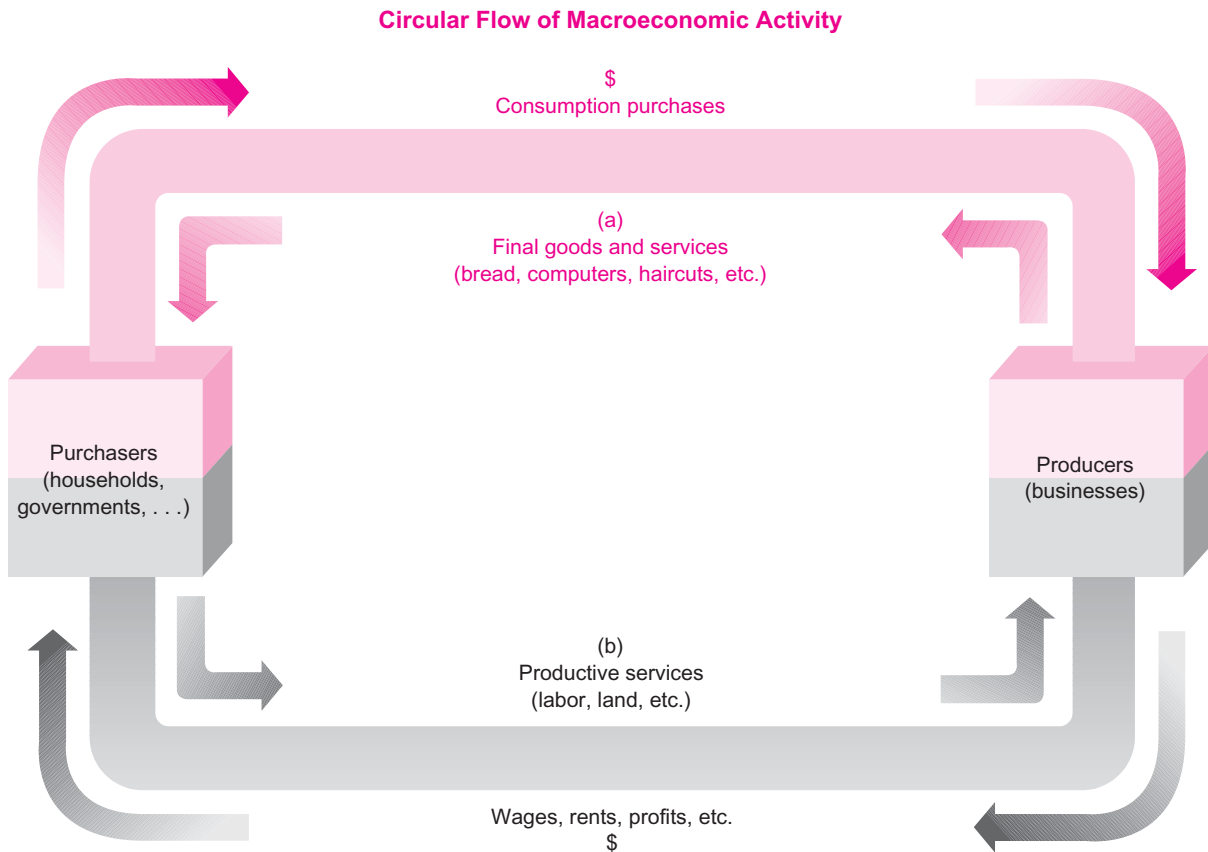 Circular Flow of Macroeconomic Activity
$
Consumption purchases
(a)
Final goods and services
(bread, computers, haircuts, etc.)
Purchasers
(households,
governments, . . .)
Producers
(businesses)
(b)
Productive services
(labor, land, etc.)
Wages, rents, profits, etc.
$